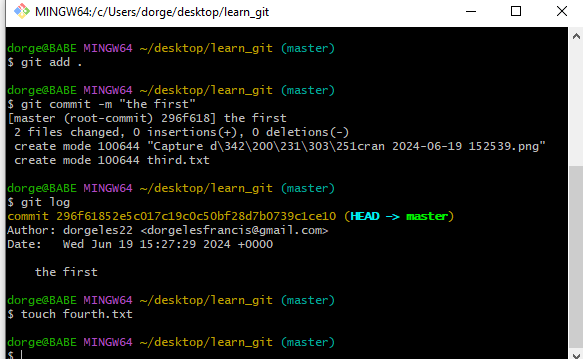 MINGW64:/c/Users/dorge/desktop/learn_git
dorge@BABE MINGW64 ~/desktop/learn_git (master)
$ git add .
dorge@BABE MINGW64 ~/desktop/learn_git (master)
$ git commit -m "the first"
[master (root-commit) 296f618] the first
2 files changed, 0 insertions(+), 0 deletions(-)
create mode 100644 "Capture d\342\200\231\303\251cran 2024-06-19 152539.png"
create mode 100644 third.txt
dorge@BABE MINGW64 ~/desktop/learn_git (master)
$ git log
commit 296f61852e5c017c19c0c50bf28d7b0739c1ce10 (HEAD -> master)
Author: dorgeles22 <dorgelesfrancis@gmail.com>
Date:   Wed Jun 19 15:27:29 2024 +0000
the first
dorge@BABE MINGW64 ~/desktop/learn_git (master)
$ touch fourth.txt
dorge@BABE MINGW64 ~/desktop/learn_git (master)
$